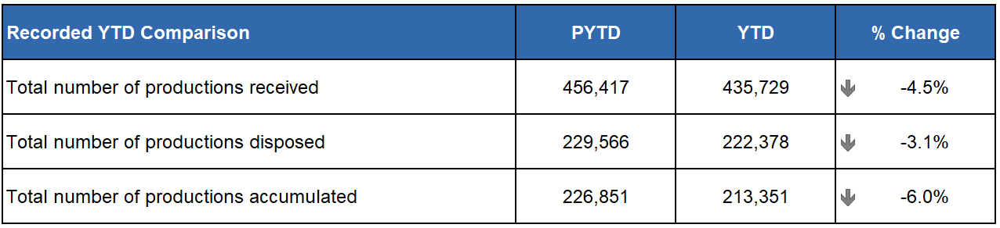 Recorded YTD Comparison PYTD YTD % Change
Total number of productions received 456,417 435,729 -4.5%
Total number of productions disposed 229,566 222,378 -3.1%
Total number of productions accumulated 226,851 213,351 -6.0%